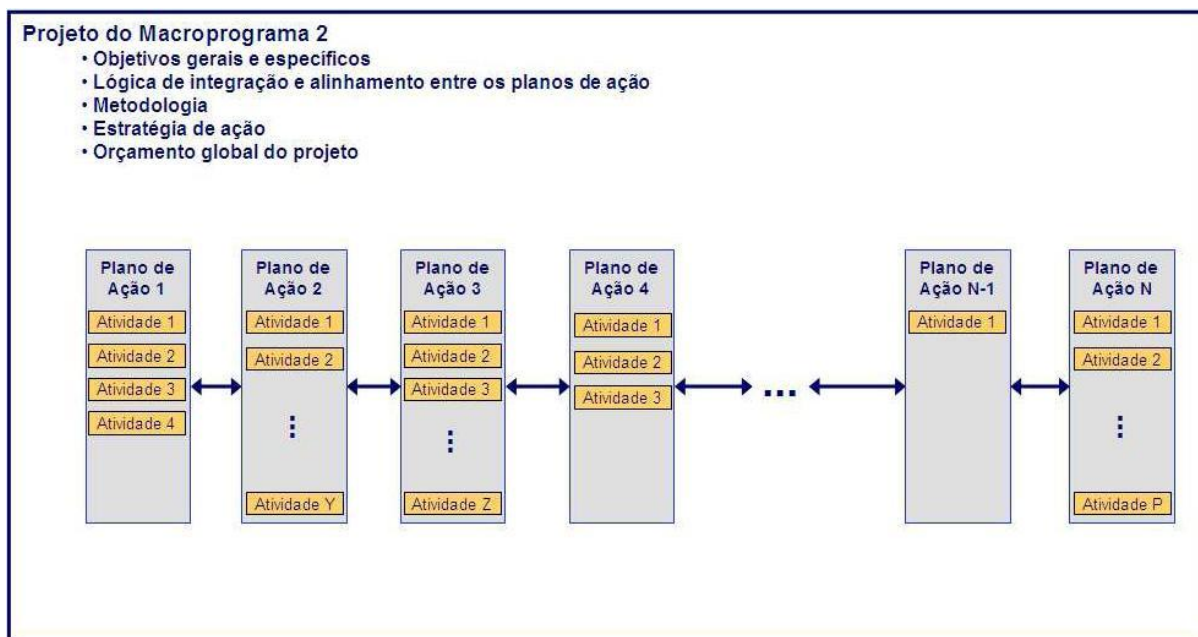 Projeto do Macroprograma 2
• Objetivos gerais e específicos
• Lógica de integração e alinhamento entre os planos de ação
• Metodologia
• Estratégia de ação
• Orçamento global do projeto
Plano de
Ação 1
Atividade 1
Atividade 2
Atividade 3
Atividade 4
Plano de
Ação 2
Atividade 1
Atividade 2
⋮
Atividade Y
Plano de
Ação 3
Atividade 1
Atividade 2
Atividade 3
⋮
Atividade Z
Plano de
Ação 4
Atividade 1
Atividade 2
Atividade 3
...
Plano de
Ação N-1
Atividade 1
Plano de
Ação N
Atividade 1
Atividade 2
⋮
Atividade P